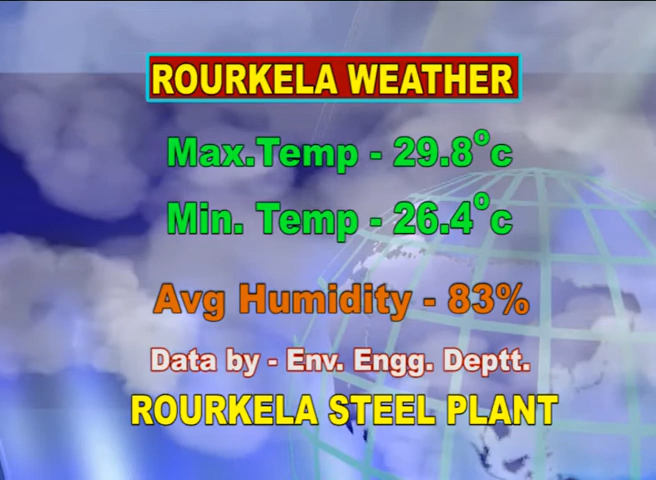 ROURKELA WEATHER
Max.Temp - 29.8°c
Min. Temp - 26.4°c
Avg Humidity - 83%
Data by - Env. Engg. Deptt.
ROURKELA STEEL PLANT